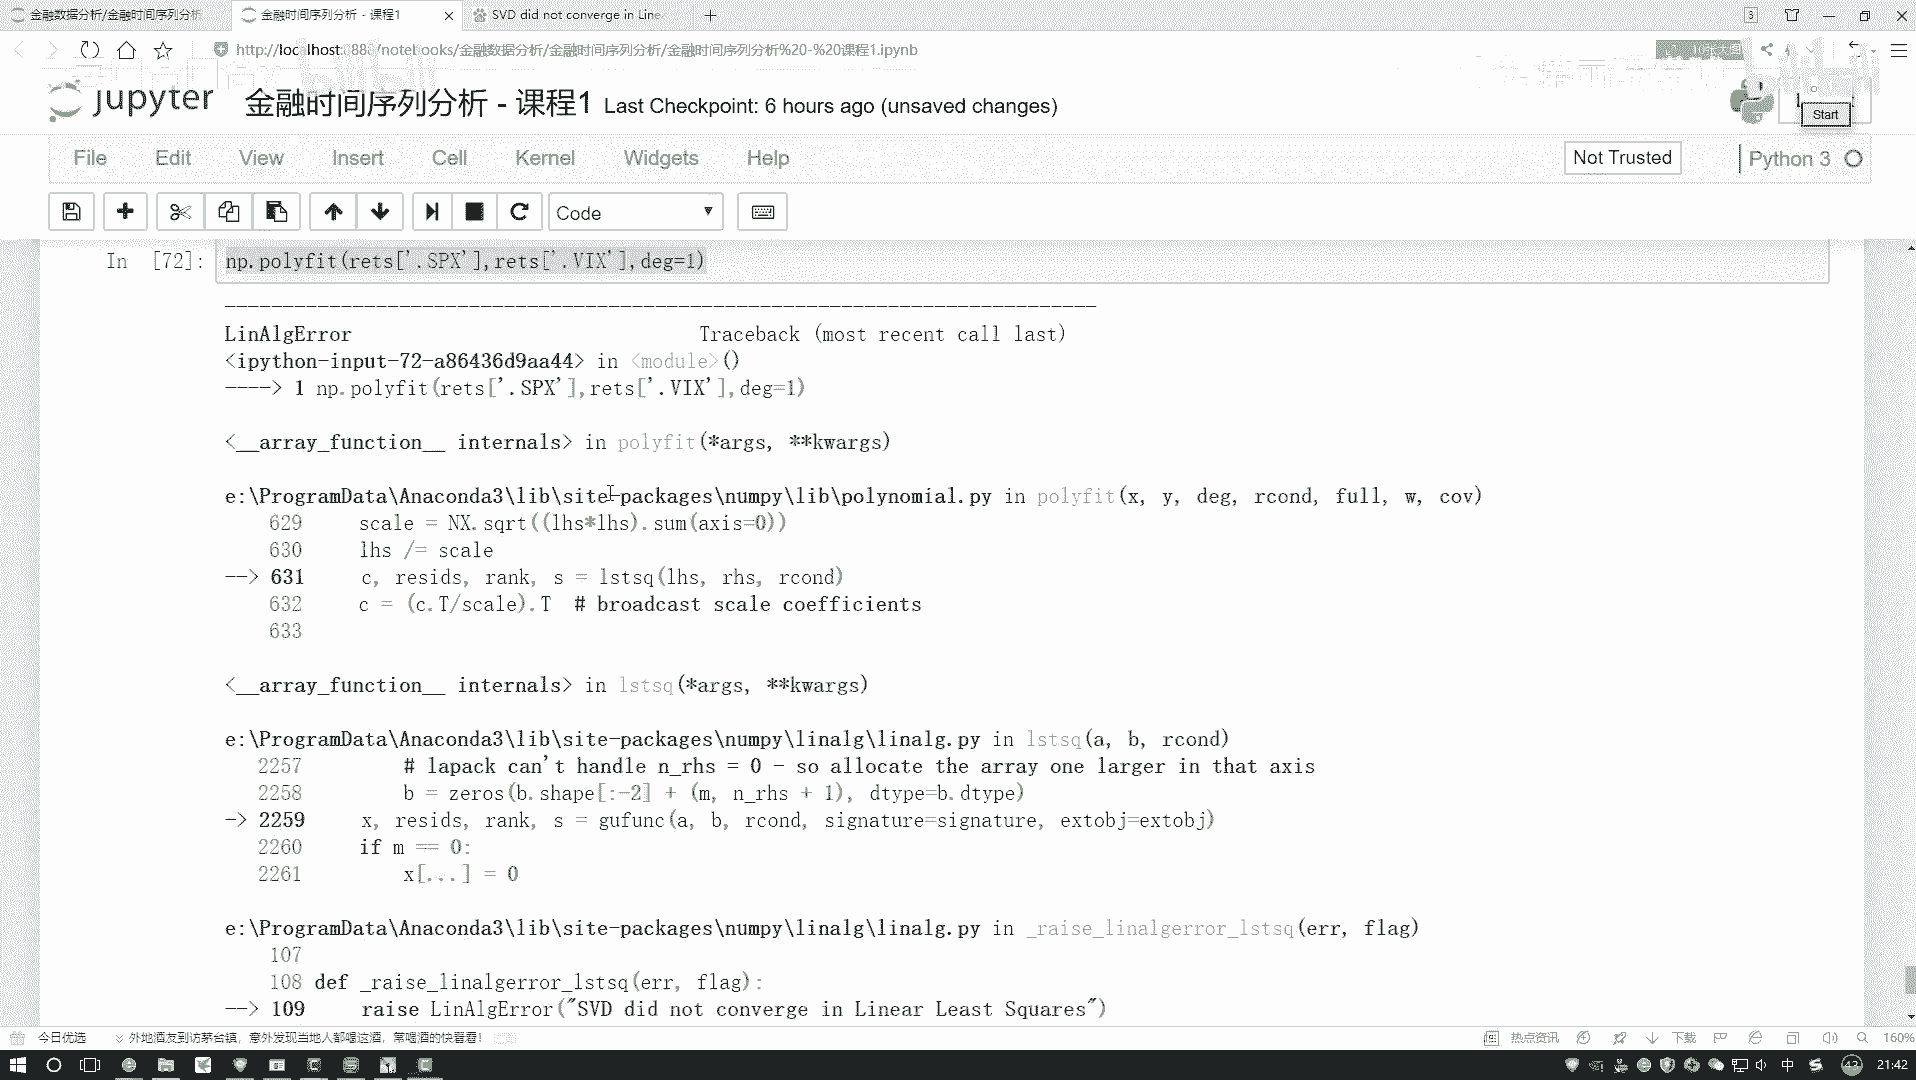 金融数据分析/金融时间序列分析
金融时间序列分析 - 课程1
SVD did not converge in Line
3
http://localhost:888/notebooks/金融数据分析/金融时间序列分析/金融时间序列分析%20-%20课程1.ipynb
10张大图
jupyter
金融时间序列分析 - 课程1 Last Checkpoint: 6 hours ago (unsaved changes)
Start
File Edit View Insert Cell Kernel Widgets Help
Not Trusted
Python 3
Code
In [72]: np.polyfit(rets['.SPX'],rets['.VIX'],deg=1)
---------------------------------------------------------------------------
LinAlgError Traceback (most recent call last)
<ipython-input-72-a86436d9aa44> in <module>()
----> 1 np.polyfit(rets['.SPX'],rets['.VIX'],deg=1)
<__array_function__ internals> in polyfit(*args, **kwargs)
e:\ProgramData\Anaconda3\lib\site-packages\numpy\lib\polynomial.py in polyfit(x, y, deg, rcond, full, w, cov)
629 scale = NX.sqrt((lhs*lhs).sum(axis=0))
630 lhs /= scale
--> 631 c, resids, rank, s = lstsq(lhs, rhs, rcond)
632 c = (c.T/scale).T # broadcast scale coefficients
633
<__array_function__ internals> in lstsq(*args, **kwargs)
e:\ProgramData\Anaconda3\lib\site-packages\numpy\linalg\linalg.py in lstsq(a, b, rcond)
2257 # lapack can't handle n_rhs = 0 - so allocate the array one larger in that axis
2258 b = zeros(b.shape[:-2] + (m, n_rhs + 1), dtype=b.dtype)
-> 2259 x, resids, rank, s = gufunc(a, b, rcond, signature=signature, extobj=extobj)
2260 if m == 0:
2261 x[...] = 0
e:\ProgramData\Anaconda3\lib\site-packages\numpy\linalg\linalg.py in _raise_linalgerror_lstsq(err, flag)
107
108 def _raise_linalgerror_lstsq(err, flag):
--> 109 raise LinAlgError("SVD did not converge in Linear Least Squares")
今日优选
外地酒友到访茅台镇，意外发现当地人都喝这酒，常喝酒的快看看！
热点资讯
下载
160%
中
43
21:42